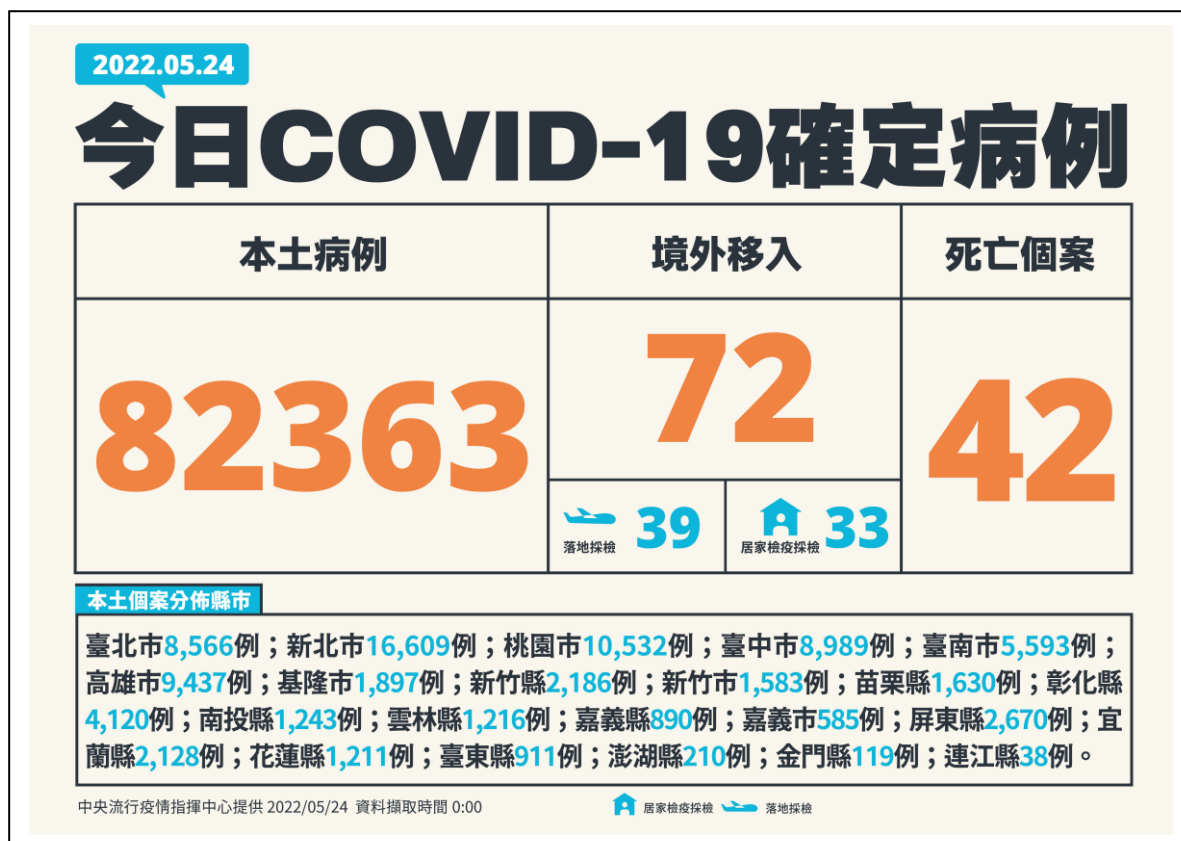 2022.05.24
今日COVID-19確定病例
本土病例
境外移入
死亡個案
82363
72
42
落地採檢 39
居家檢疫採檢 33
本土個案分佈縣市
臺北市8,566例；新北市16,609例；桃園市10,532例；臺中市8,989例；臺南市5,593例；
高雄市9,437例；基隆市1,897例；新竹縣2,186例；新竹市1,583例；苗栗縣1,630例；彰化縣
4,120例；南投縣1,243例；雲林縣1,216例；嘉義縣890例；嘉義市585例；屏東縣2,670例；宜
蘭縣2,128例；花蓮縣1,211例；臺東縣911例；澎湖縣210例；金門縣119例；連江縣38例。
中央流行疫情指揮中心提供 2022/05/24 資料擷取時間 0:00
居家檢疫採檢 落地採檢